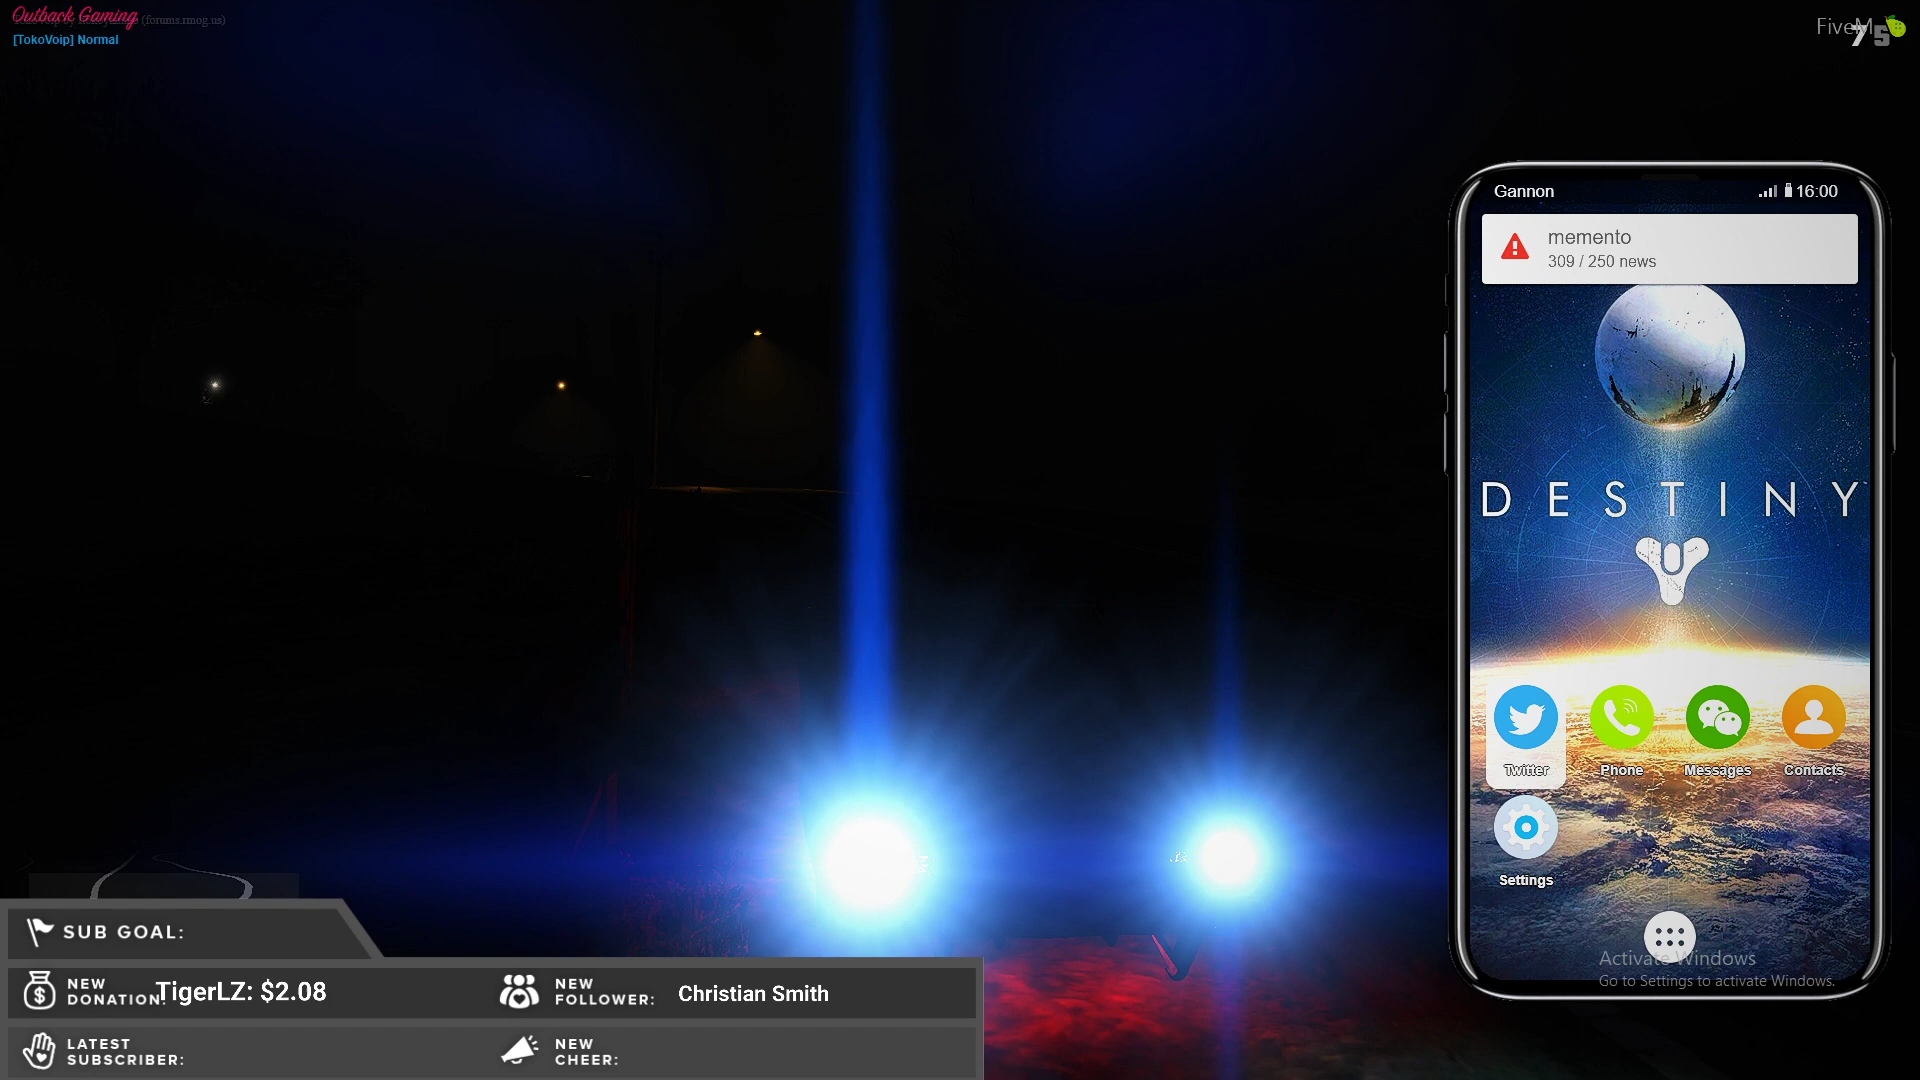 Outback Gaming
(forums.rmog.us)
[TokoVoip] Normal
FiveM
75
Gannon
16:00
memento
309 / 250 news
DESTINY
Twitter
Phone
Messages
Contacts
Settings
Activate Windows
Go to Settings to activate Windows.
SUB GOAL:
NEW DONATION:
TigerLZ: $2.08
NEW FOLLOWER:
Christian Smith
LATEST SUBSCRIBER:
NEW CHEER: